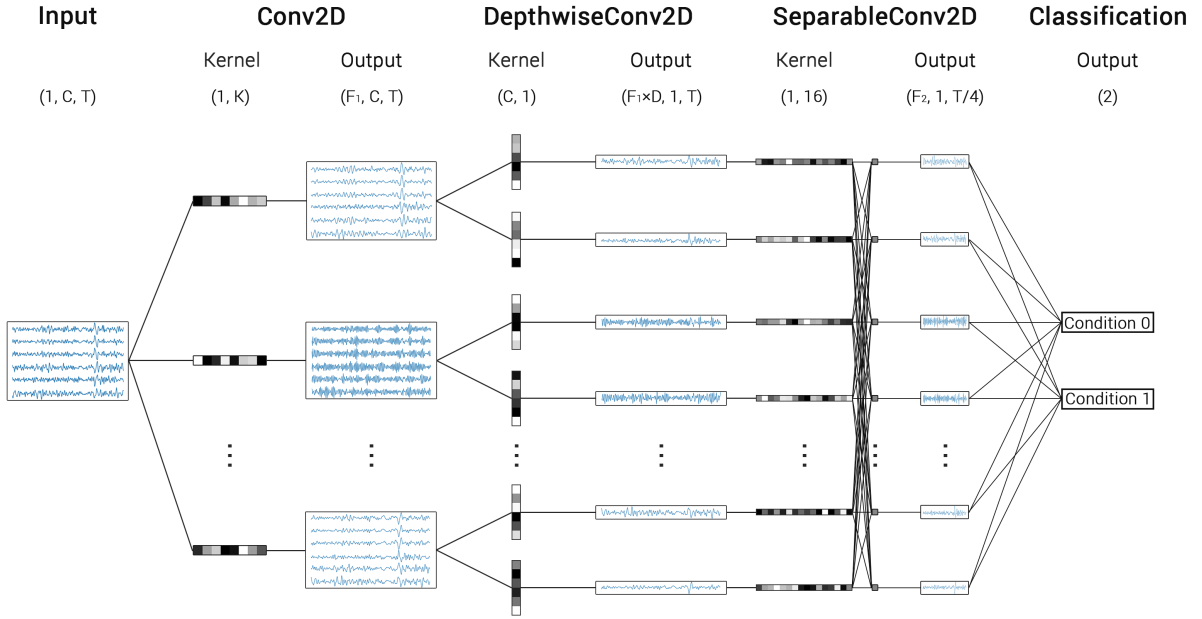 Input Conv2D DepthwiseConv2D SeparableConv2D Classification
Kernel Output Kernel Output Kernel Output Output
(1, C, T) (1, K) (F₁, C, T) (C, 1) (F₁×D, 1, T) (1, 16) (F₂, 1, T/4) (2)
Condition 0
Condition 1